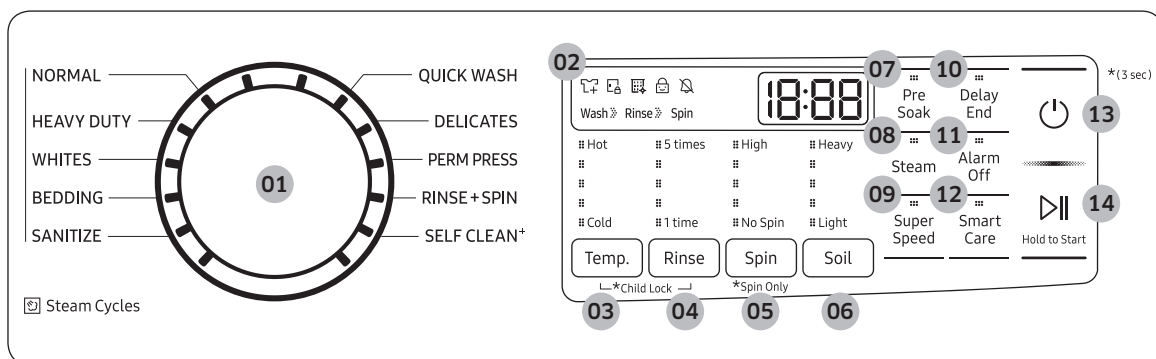 NORMAL
HEAVY DUTY
WHITES
BEDDING
SANITIZE
01
QUICK WASH
DELICATES
PERM PRESS
RINSE+SPIN
SELF CLEAN+
Steam Cycles
02
Wash Rinse Spin
18:88
Hot 5 times High Heavy
Cold 1 time No Spin Light
Temp. Rinse Spin Soil
*Child Lock *Spin Only
03 04 05 06
07 10
Pre Soak
Delay End
08 11
Steam
Alarm Off
09 12
Super Speed
Smart Care
*(3 sec)
13
14
Hold to Start